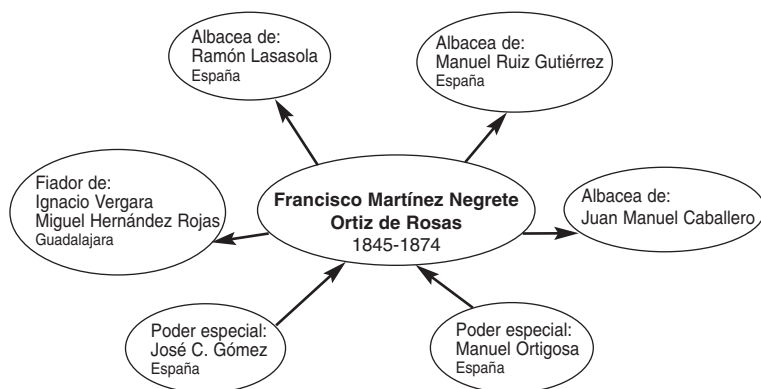 Albacea de:
Ramón Lasasola
España
Albacea de:
Manuel Ruiz Gutiérrez
España
Fiador de:
Ignacio Vergara
Miguel Hernández Rojas
Guadalajara
Francisco Martínez Negrete
Ortiz de Rosas
1845-1874
Albacea de:
Juan Manuel Caballero
Poder especial:
José C. Gómez
España
Poder especial:
Manuel Ortigosa
España